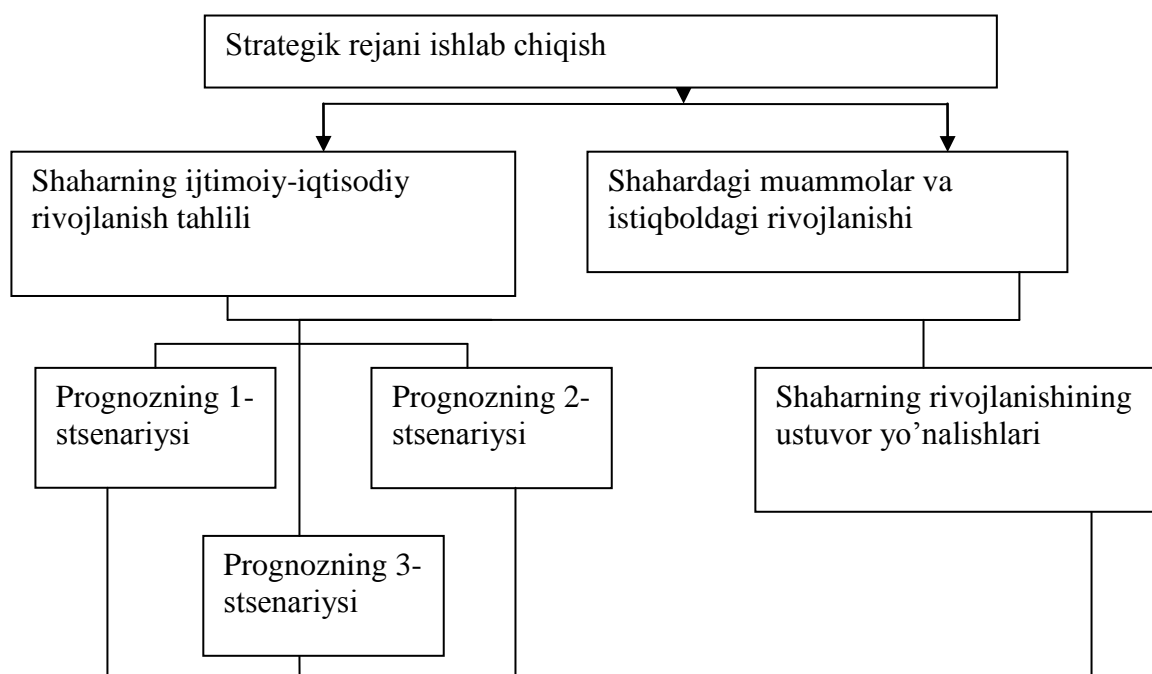 Strategik rejani ishlab chiqish
Shaharning ijtimoiy-iqtisodiy
rivojlanish tahlili
Shahardagi muammolar va
istiqboldagi rivojlanishi
Prognozning 1-
stsenariysi
Prognozning 2-
stsenariysi
Shaharning rivojlanishining
ustuvor yo’nalishlari
Prognozning 3-
stsenariysi